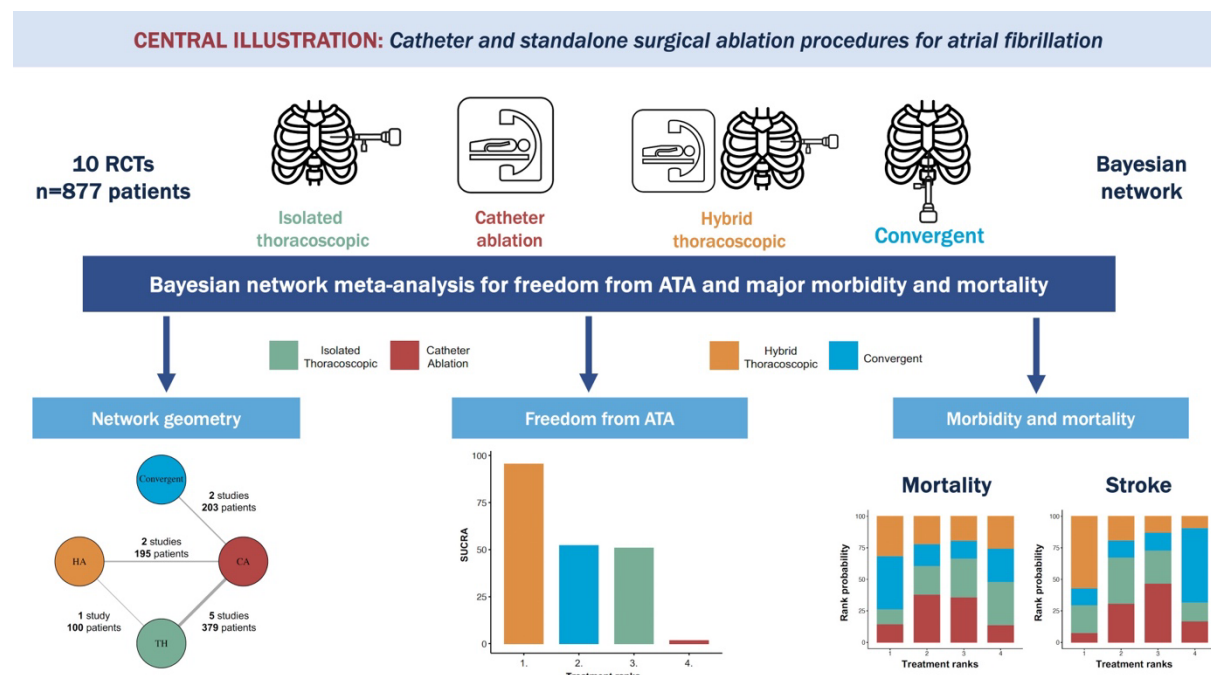 CENTRAL ILLUSTRATION: Catheter and standalone surgical ablation procedures for atrial fibrillation
10 RCTs
n=877 patients
Isolated
thoracoscopic
Catheter
ablation
Hybrid
thoracoscopic
Convergent
Bayesian
network
Bayesian network meta-analysis for freedom from ATA and major morbidity and mortality
Isolated
Thoracoscopic
Catheter
Ablation
Hybrid
Thoracoscopic
Convergent
Network geometry
Convergent
2 studies
203 patients
2 studies
195 patients
HA
CA
1 study
100 patients
5 studies
379 patients
TH
Freedom from ATA
SUCRA
100
75
50
25
0
1.
2.
3.
4.
Treatment ranks
Morbidity and mortality
Mortality
Rank probability
100
75
50
25
0
1
2
3
4
Treatment ranks
Stroke
Rank probability
100
75
50
25
0
1
2
3
4
Treatment ranks